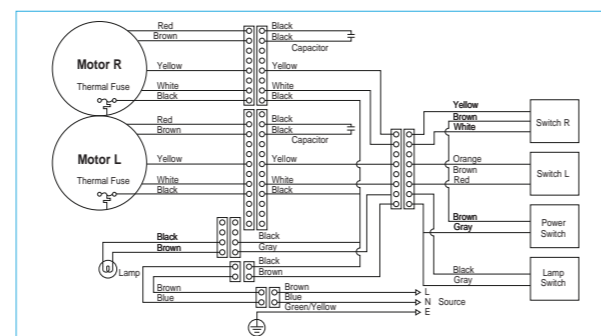 Red
Brown
Motor R
Yellow
Thermal Fuse
White
Black
Black
Black
Capacitor
Yellow
White
Black
Red
Brown
Motor L
Yellow
Thermal Fuse
White
Black
Black
Black
Capacitor
Yellow
White
Black
Yellow
Brown
White
Switch R
Orange
Brown
Red
Switch L
Brown
Gray
Power
Switch
Black
Gray
Lamp
Switch
Black
Brown
Lamp
Black
Gray
Black
Brown
Brown
Blue
Brown
Blue
Green/Yellow
L
N Source
E